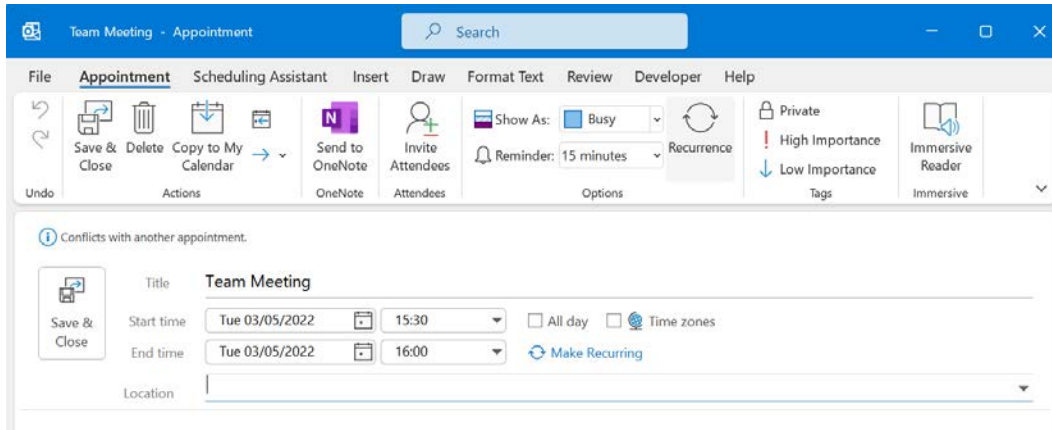 Team Meeting - Appointment
Search
File Appointment Scheduling Assistant Insert Draw Format Text Review Developer Help
Save & Close
Delete
Copy to My Calendar
N
Send to OneNote
Invite Attendees
Show As: Busy
Reminder: 15 minutes
Recurrence
Private
High Importance
Low Importance
Immersive Reader
Undo Actions OneNote Attendees Options Tags Immersive
Conflicts with another appointment.
Save & Close
Title Team Meeting
Start time Tue 03/05/2022 15:30 All day Time zones
End time Tue 03/05/2022 16:00 Make Recurring
Location